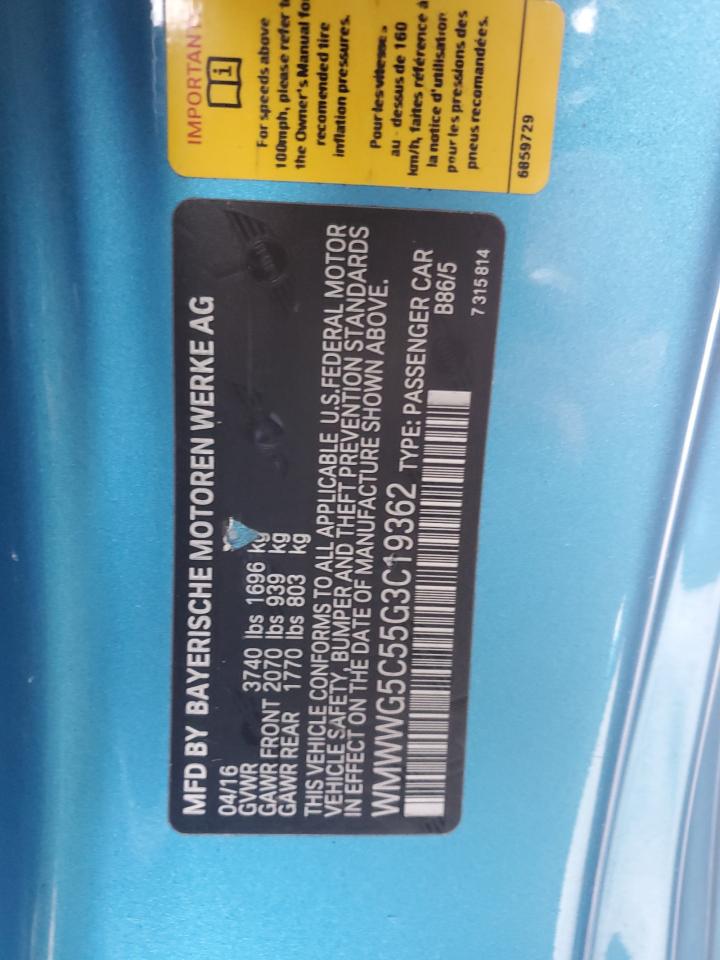 IMPORTAN
For speeds above
100mph, please refer t
the Owner's Manual fo
recomended tire
inflation pressures.
Pour les vitesse
au - dessus de 160
km/h, faites référence à
la notice d'utilisation
pour les pressions des
pneus recomandées.
6859729
MFD BY BAYERISCHE MOTOREN WERKE AG
04/16
GVWR 3740 lbs 1696 kg
GAWR FRONT 2070 lbs 939 kg
GAWR REAR 1770 lbs 803 kg
THIS VEHICLE CONFORMS TO ALL APPLICABLE U.S.FEDERAL MOTOR
VEHICLE SAFETY, BUMPER AND THEFT PREVENTION STANDARDS
IN EFFECT ON THE DATE OF MANUFACTURE SHOWN ABOVE.
WMWWG5C55G3C19362 TYPE: PASSENGER CAR
B86/5
7315814